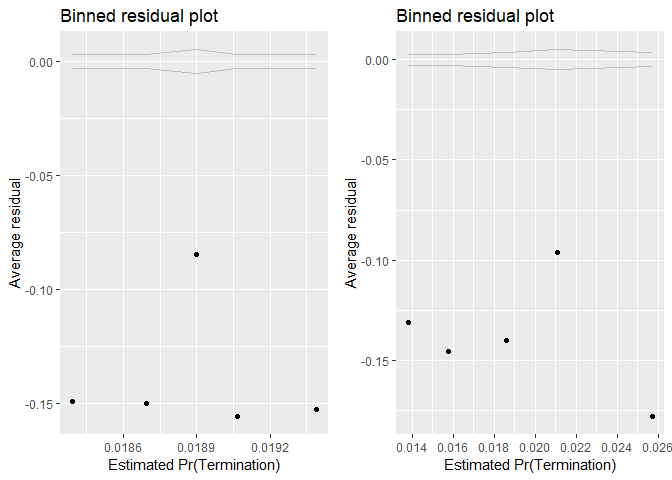 Binned residual plot
0.00
-0.05
-0.10
-0.15
Average residual
0.0186 0.0189 0.0192
Estimated Pr(Termination)
Binned residual plot
0.00
-0.05
-0.10
-0.15
Average residual
0.014 0.016 0.018 0.020 0.022 0.024 0.026
Estimated Pr(Termination)